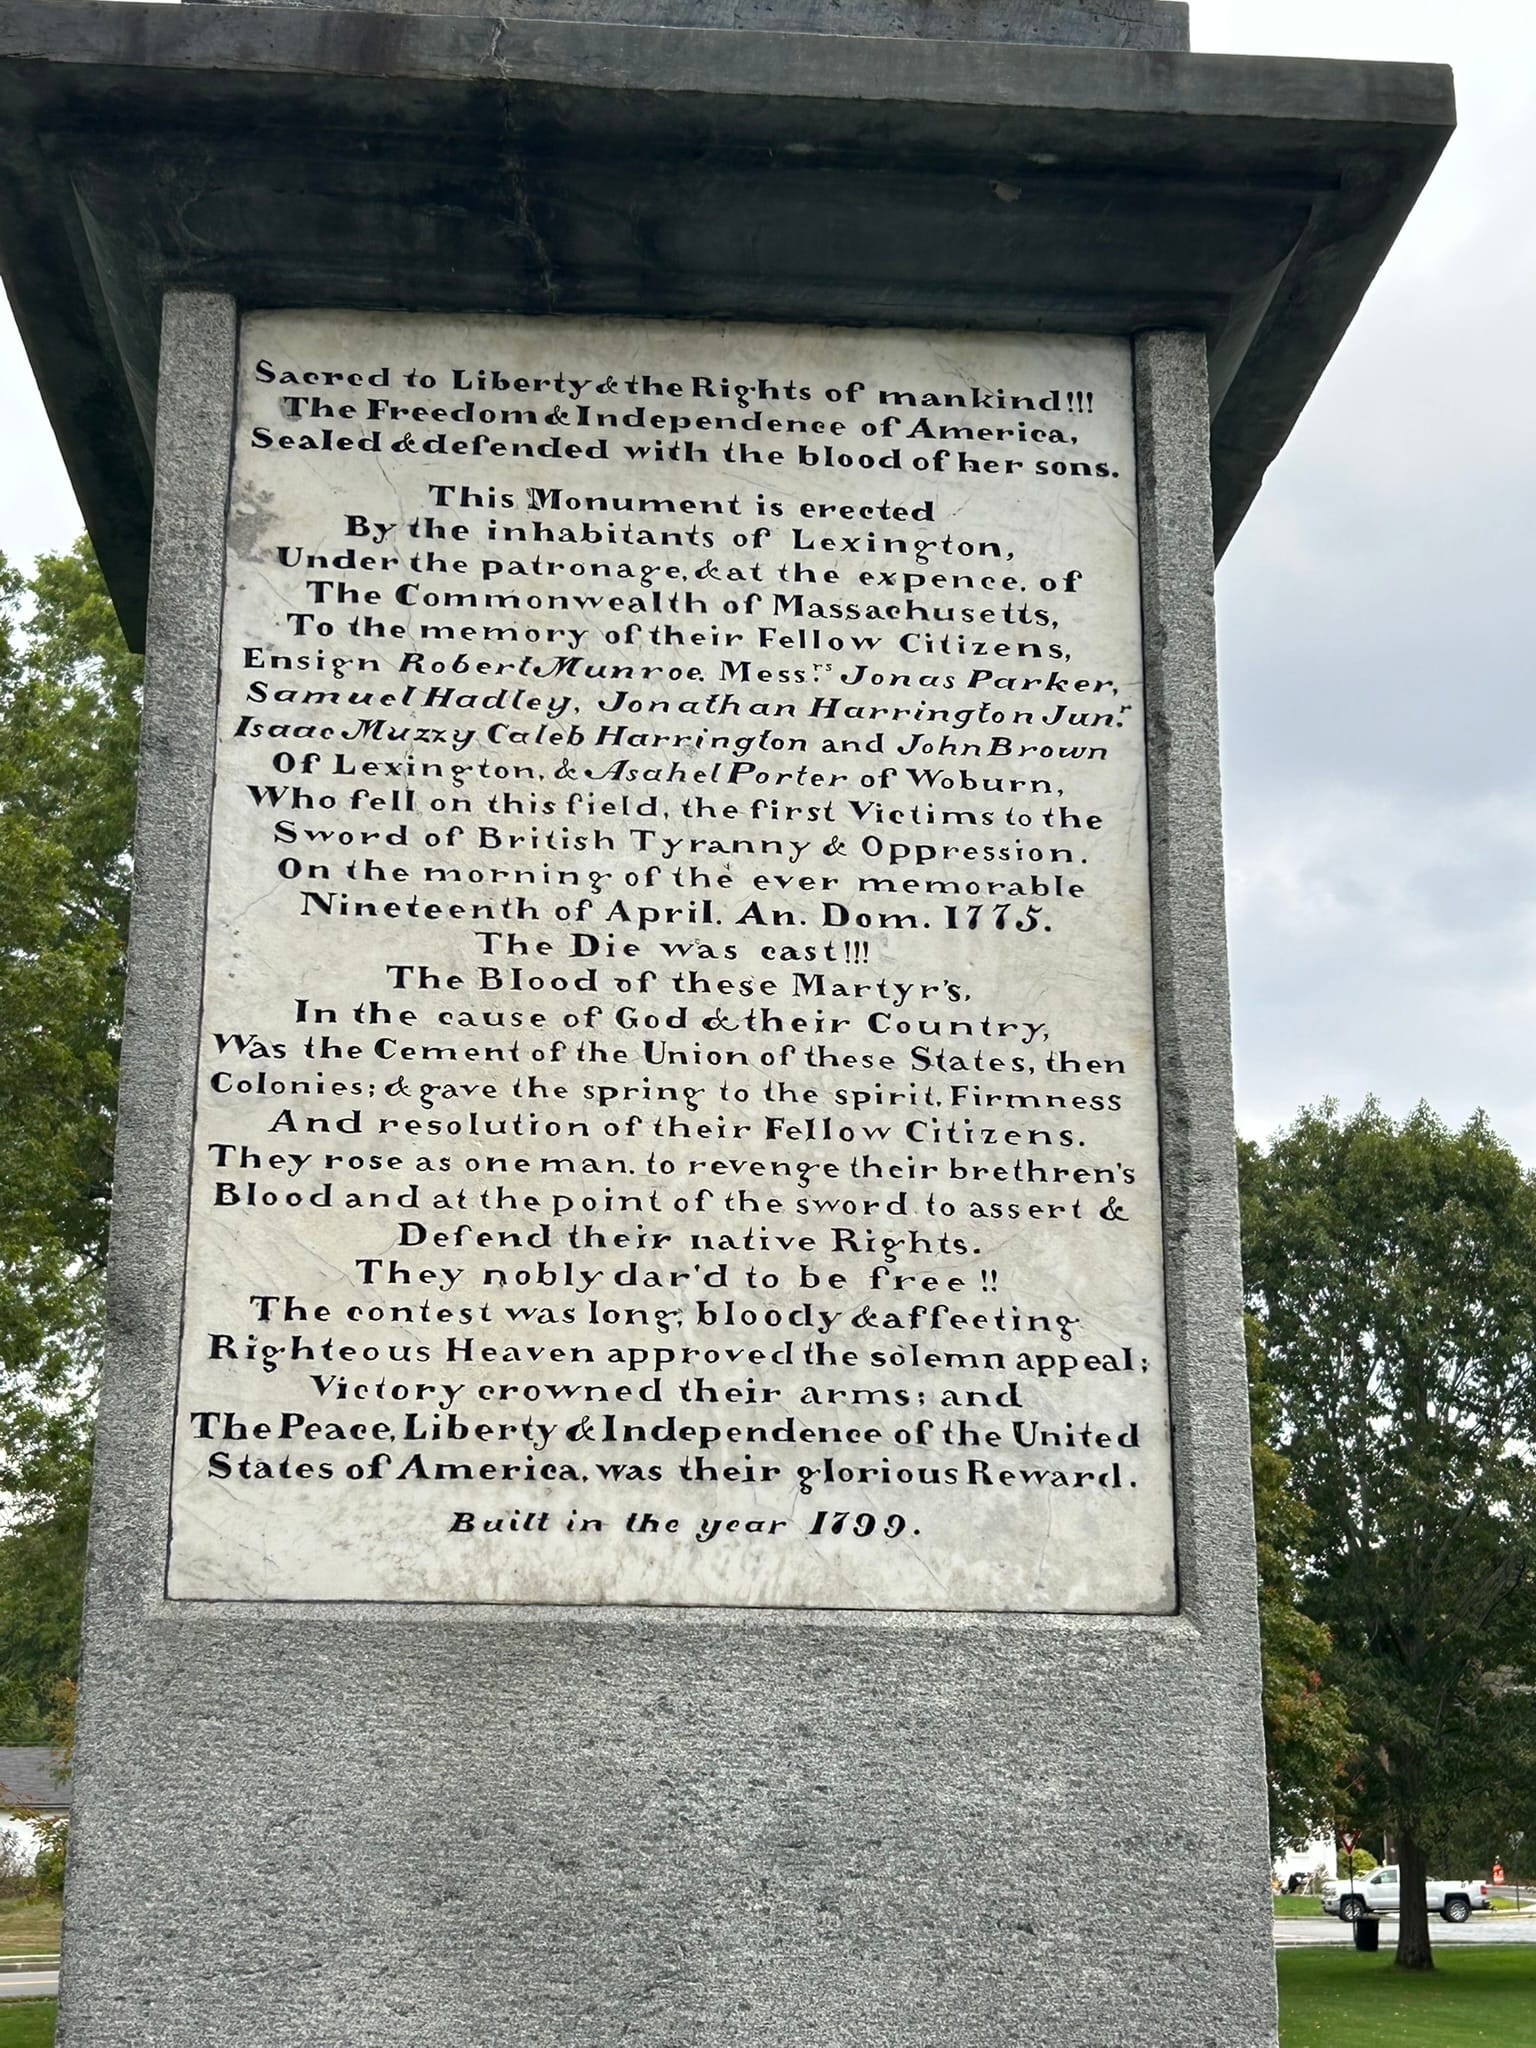 Sacred to Liberty & the Rights of mankind!!!
The Freedom & Independence of America,
Sealed & defended with the blood of her sons.
This Monument is erected
By the inhabitants of Lexington,
Under the patronage, & at the expence, of
The Commonwealth of Massachusetts,
To the memory of their Fellow Citizens,
Ensign Robert Munroe. Mess.rs Jonas Parker,
Samuel Hadley, Jonathan Harrington Jun.r
Isaac Muzzy Caleb Harrington and John Brown
Of Lexington, & Asahel Porter of Woburn,
Who fell on this field, the first Victims to the
Sword of British Tyranny & Oppression.
On the morning of the ever memorable
Nineteenth of April. An. Dom. 1775.
The Die was cast!!!
The Blood of these Martyr's,
In the cause of God & their Country,
Was the Cement of the Union of these States, then
Colonies; & gave the spring to the spirit. Firmness
And resolution of their Fellow Citizens.
They rose as one man. to revenge their brethren's
Blood and at the point of the sword to assert &
Defend their native Rights.
They nobly dar'd to be free!!
The contest was long, bloody & affecting
Righteous Heaven approved the solemn appeal;
Victory crowned their arms; and
The Peace, Liberty & Independence of the United
States of America, was their glorious Reward.
Built in the year 1799.